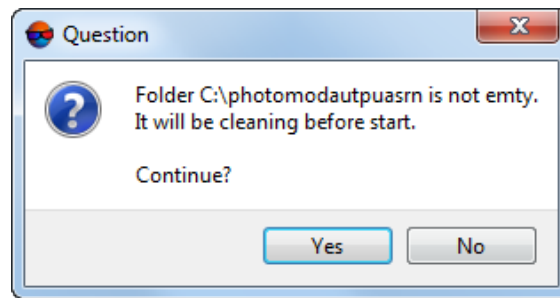 Question
Folder C:\photomodautpuasrn is not emty.
It will be cleaning before start.
Continue?
Yes
No